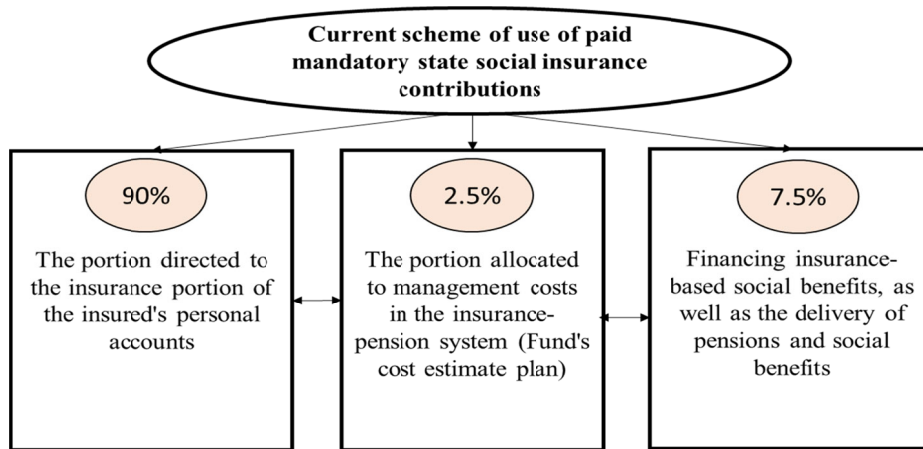 Current scheme of use of paid
mandatory state social insurance
contributions
90%
The portion directed to
the insurance portion of
the insured's personal
accounts
2.5%
The portion allocated
to management costs
in the insurance-
pension system (Fund's
cost estimate plan)
7.5%
Financing insurance-
based social benefits, as
well as the delivery of
pensions and social
benefits